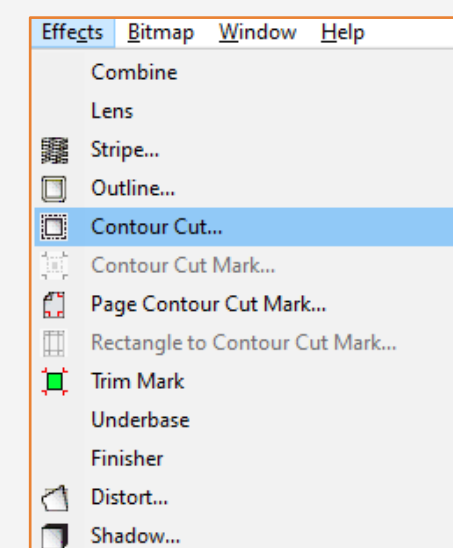 Effects Bitmap Window Help
Combine
Lens
Stripe...
Outline...
Contour Cut...
Contour Cut Mark...
Page Contour Cut Mark...
Rectangle to Contour Cut Mark...
Trim Mark
Underbase
Finisher
Distort...
Shadow...